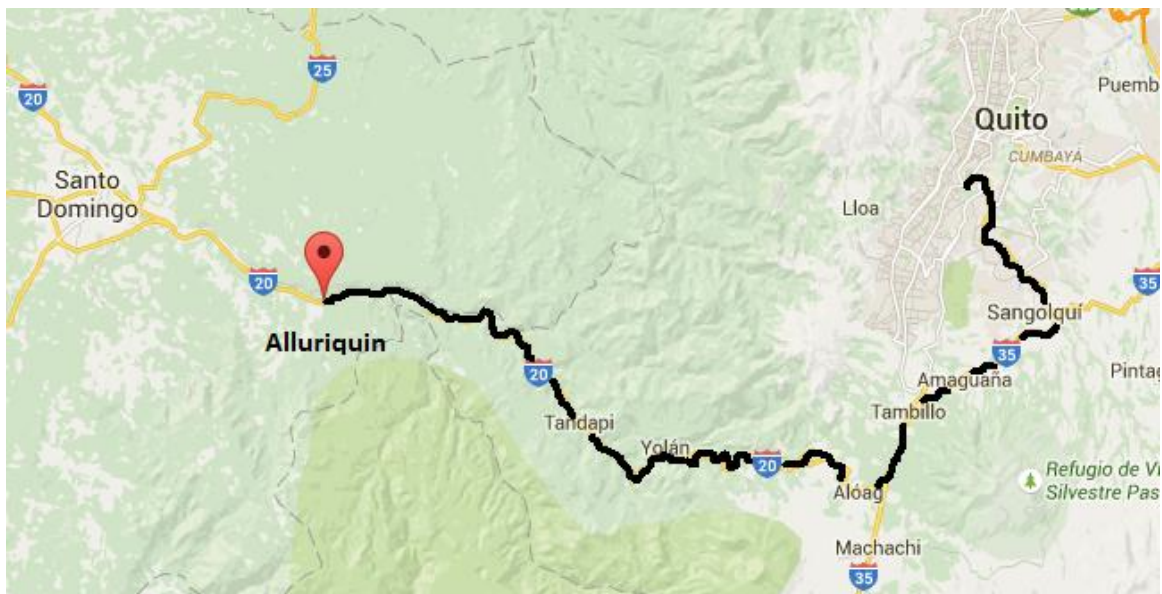 25
20
Puemb
Quito
CUMBAYÁ
Santo
Domingo
Lloa
20
35
Sangolquí
Alluriquin
35
20
Amaguaña
Pintag
Tambillo
Tandapi
Yolán
20
Alóag
Refugio de Vi
Silvestre Pas
Machachi
35